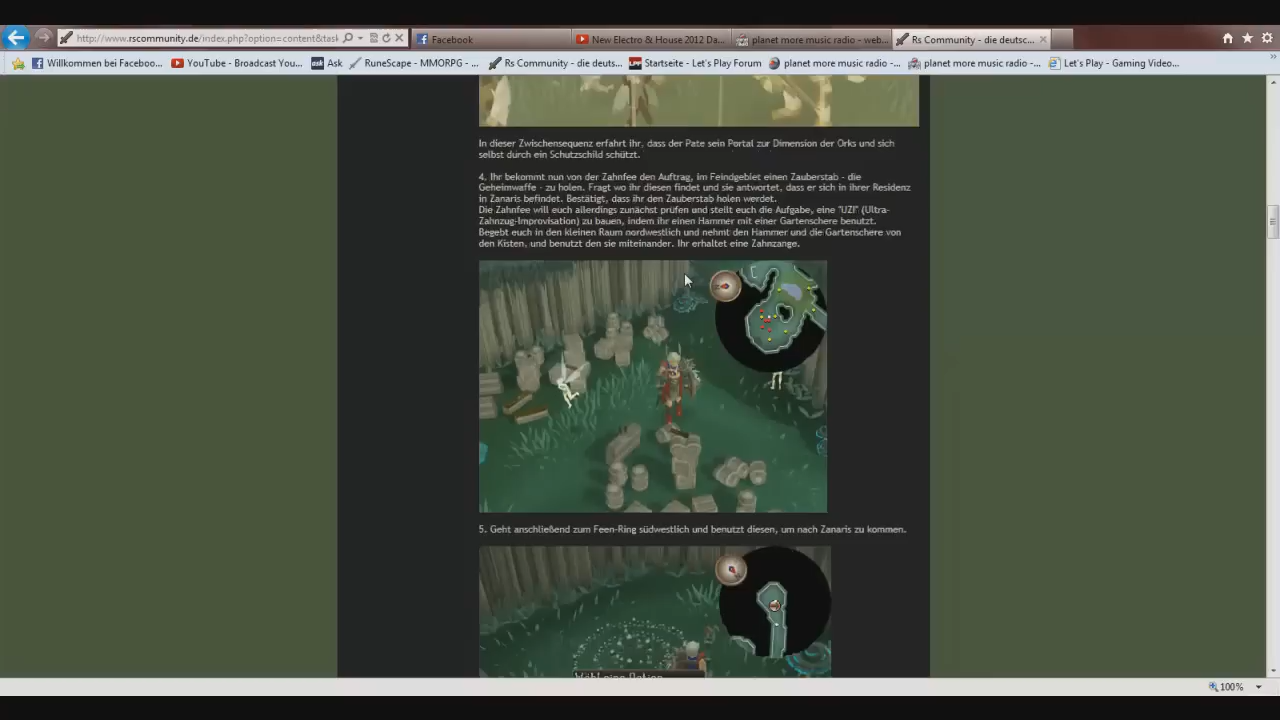 http://www.rscommunity.de/index.php?option=content&task
Facebook
New Electro & House 2012 Da...
planet more music radio - web...
Rs Community - die deutsc...
Willkommen bei Faceboo...
YouTube - Broadcast You...
Ask
RuneScape - MMORPG - ...
Rs Community - die deuts...
Startseite - Let's Play Forum
planet more music radio -...
planet more music radio -...
Let's Play - Gaming Video...
In dieser Zwischensequenz erfahrt ihr, dass der Pate sein Portal zur Dimension der Orks und sich
selbst durch ein Schutzschild schützt.
4. Ihr bekommt nun von der Zahnfee den Auftrag, im Feindgebiet einen Zauberstab - die
Geheimwaffe - zu holen. Fragt wo ihr diesen findet und sie antwortet, dass er sich in ihrer Residenz
in Zanaris befindet. Bestätigt, dass ihr den Zauberstab holen werdet.
Die Zahnfee will euch allerdings zunächst prüfen und stellt euch die Aufgabe, eine "UZI" (Ultra-
Zahnzug-Improvisation) zu bauen, indem ihr einen Hammer mit einer Gartenschere benutzt.
Begebt euch in den kleinen Raum nordwestlich und nehmt den Hammer und die Gartenschere von
den Kisten, und benutzt den sie miteinander. Ihr erhaltet eine Zahnzange.
5. Geht anschließend zum Feen-Ring südwestlich und benutzt diesen, um nach Zanaris zu kommen.
Wähl eine Option
100%